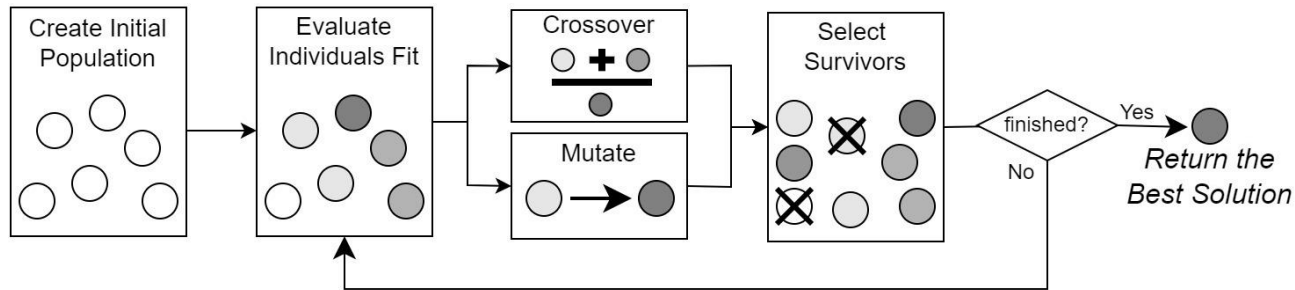 Create Initial
Population
Evaluate
Individuals Fit
Crossover
Mutate
Select
Survivors
finished?
Yes
No
Return the
Best Solution